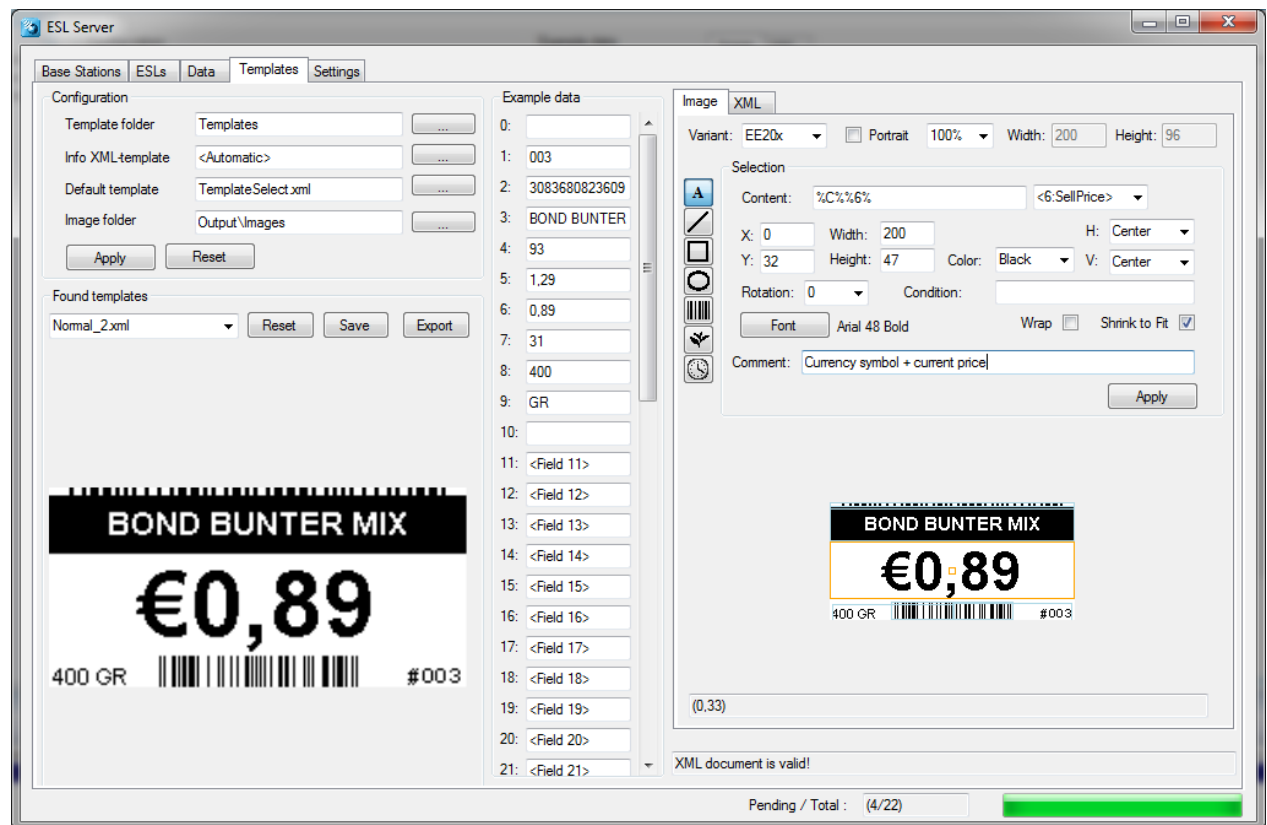 ESL Server
Base Stations ESLs Data Templates Settings
Configuration
Template folder Templates ...
Info XML-template <Automatic> ...
Default template TemplateSelect.xml ...
Image folder Output\Images ...
Apply Reset
Found templates
Normal_2.xml Reset Save Export
BOND BUNTER MIX
€0,89
400 GR #003
Example data
0:
1: 003
2: 3083680823609
3: BOND BUNTER
4: 93
5: 1,29
6: 0,89
7: 31
8: 400
9: GR
10:
11: <Field 11>
12: <Field 12>
13: <Field 13>
14: <Field 14>
15: <Field 15>
16: <Field 16>
17: <Field 17>
18: <Field 18>
19: <Field 19>
20: <Field 20>
21: <Field 21>
Image XML
Variant: EE20x Portrait 100% Width: 200 Height: 96
Selection
A
Content: %C%%6% <6:SellPrice>
X: 0 Width: 200 H: Center
Y: 32 Height: 47 Color: Black V: Center
Rotation: 0 Condition:
Font Arial 48 Bold Wrap Shrink to Fit
Comment: Currency symbol + current price
Apply
BOND BUNTER MIX
€0,89
400 GR #003
(0,33)
XML document is valid!
Pending / Total : (4/22)